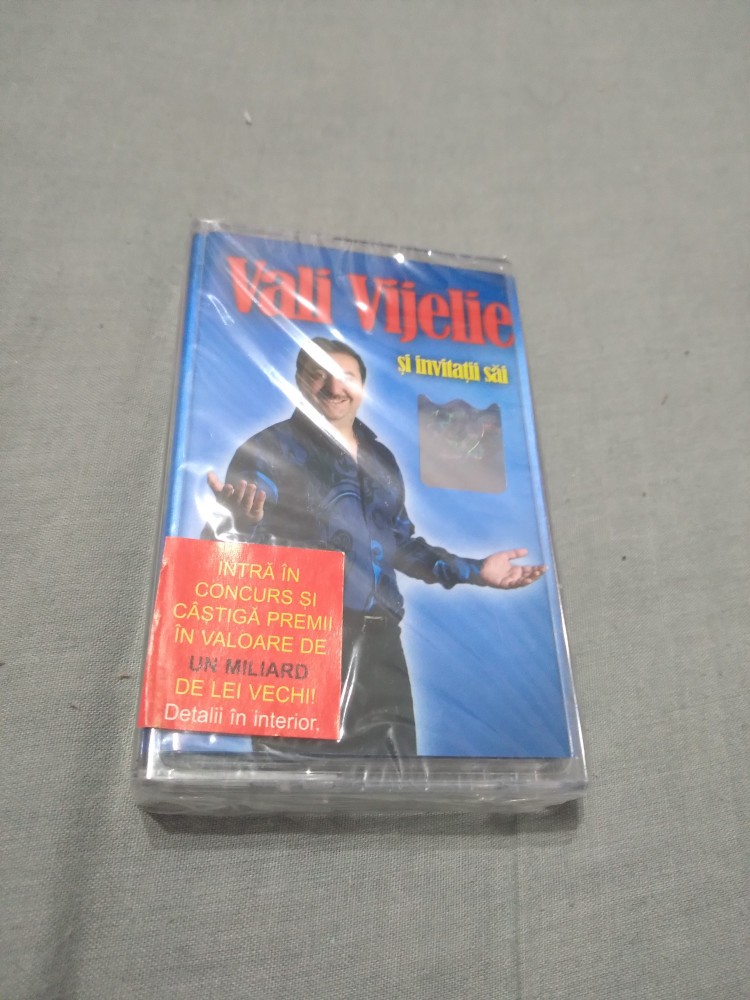 Vali Vijelie
și invitații săi
INTRĂ ÎN
CONCURS ȘI
CÂȘTIGĂ PREMII
ÎN VALOARE DE
UN MILIARD
DE LEI VECHI!
Detalii în interior.